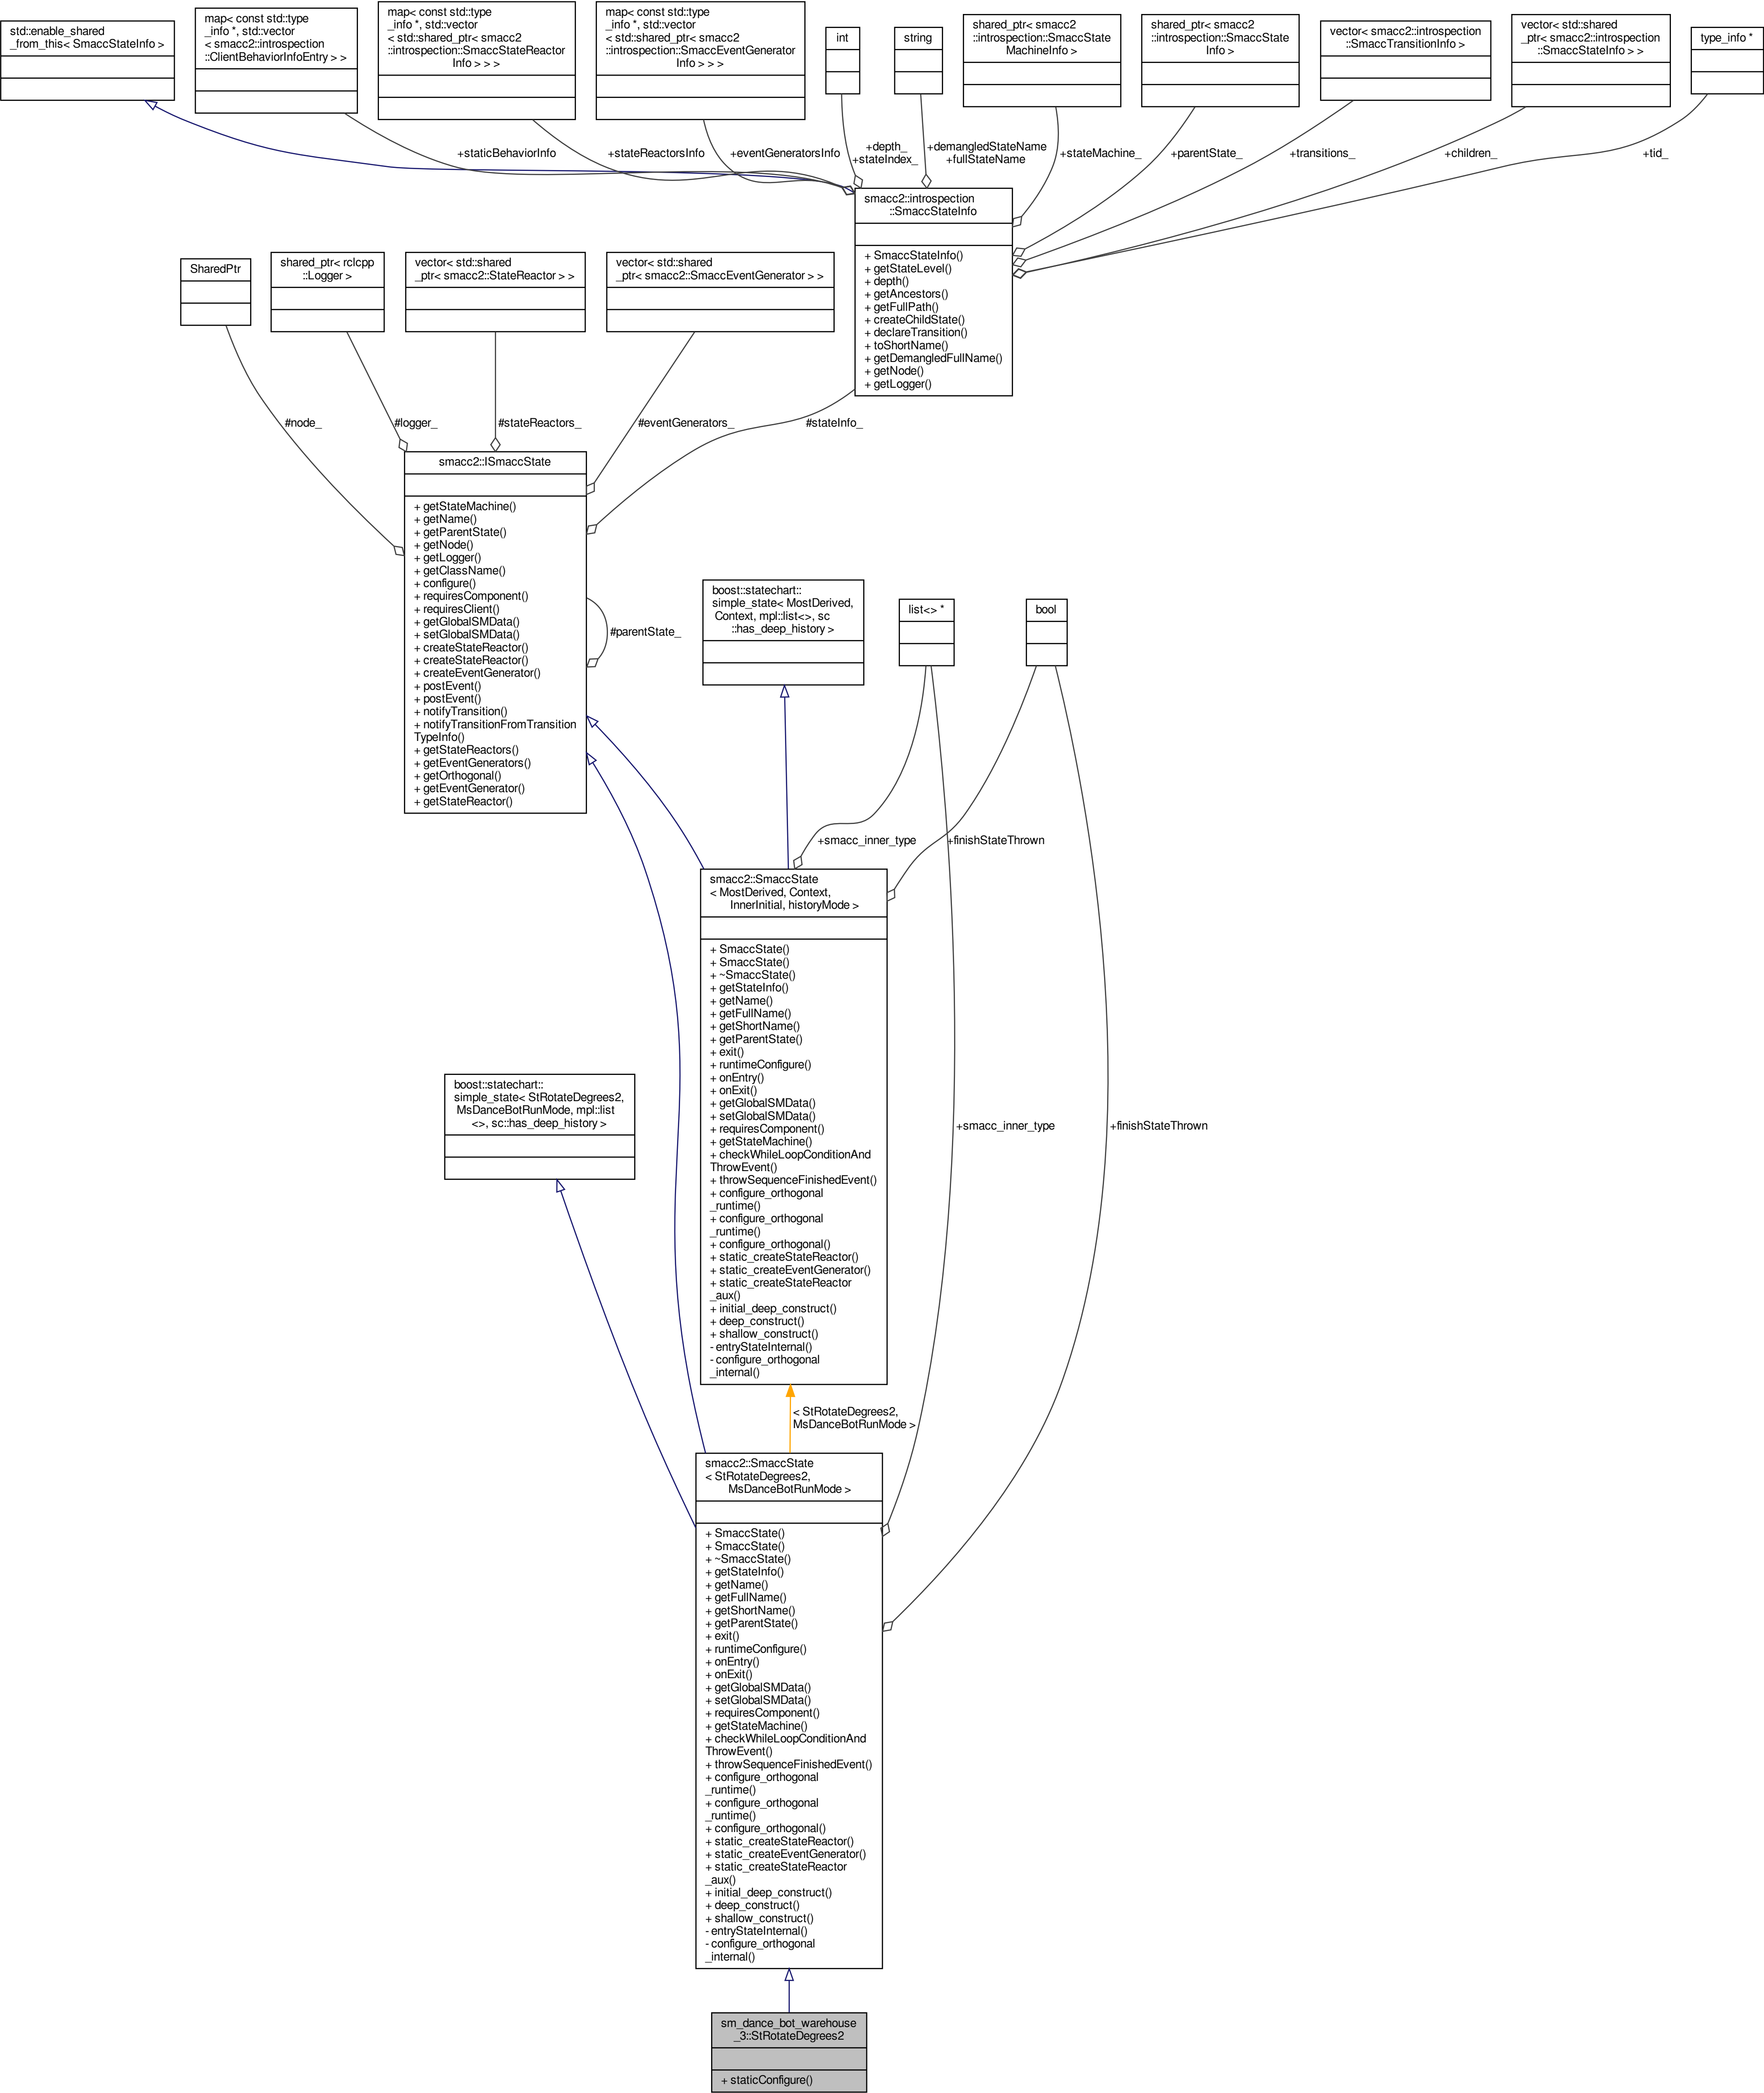 std::enable_shared
_from_this< SmaccStateInfo >
map< const std::type
_info *, std::vector
< smacc2::introspection
::ClientBehaviorInfoEntry > >
map< const std::type
_info *, std::vector
< std::shared_ptr< smacc2
::introspection::SmaccStateReactor
Info > > >
map< const std::type
_info *, std::vector
< std::shared_ptr< smacc2
::introspection::SmaccEventGenerator
Info > > >
int
string
shared_ptr< smacc2
::introspection::SmaccState
MachineInfo >
shared_ptr< smacc2
::introspection::SmaccState
Info >
vector< smacc2::introspection
::SmaccTransitionInfo >
vector< std::shared
_ptr< smacc2::introspection
::SmaccStateInfo > >
type_info *
+staticBehaviorInfo
+stateReactorsInfo
+eventGeneratorsInfo
+depth_
+stateIndex_
+demangledStateName
+fullStateName
+stateMachine_
+parentState_
+transitions_
+children_
+tid_
smacc2::introspection
::SmaccStateInfo
+ SmaccStateInfo()
+ getStateLevel()
+ depth()
+ getAncestors()
+ getFullPath()
+ createChildState()
+ declareTransition()
+ toShortName()
+ getDemangledFullName()
+ getNode()
+ getLogger()
SharedPtr
shared_ptr< rclcpp
::Logger >
vector< std::shared
_ptr< smacc2::StateReactor > >
vector< std::shared
_ptr< smacc2::SmaccEventGenerator > >
#node_
#logger_
#stateReactors_
#eventGenerators_
#stateInfo_
smacc2::ISmaccState
+ getStateMachine()
+ getName()
+ getParentState()
+ getNode()
+ getLogger()
+ getClassName()
+ configure()
+ requiresComponent()
+ requiresClient()
+ getGlobalSMData()
+ setGlobalSMData()
+ createStateReactor()
+ createStateReactor()
+ createEventGenerator()
+ postEvent()
+ postEvent()
+ notifyTransition()
+ notifyTransitionFromTransition
TypeInfo()
+ getStateReactors()
+ getEventGenerators()
+ getOrthogonal()
+ getEventGenerator()
+ getStateReactor()
#parentState_
boost::statechart::
simple_state< MostDerived,
Context, mpl::list<>, sc
::has_deep_history >
list<> *
bool
+smacc_inner_type
+finishStateThrown
smacc2::SmaccState
< MostDerived, Context,
InnerInitial, historyMode >
+ SmaccState()
+ SmaccState()
+ ~SmaccState()
+ getStateInfo()
+ getName()
+ getFullName()
+ getShortName()
+ getParentState()
+ exit()
+ runtimeConfigure()
+ onEntry()
+ onExit()
+ getGlobalSMData()
+ setGlobalSMData()
+ requiresComponent()
+ getStateMachine()
+ checkWhileLoopConditionAnd
ThrowEvent()
+ throwSequenceFinishedEvent()
+ configure_orthogonal
_runtime()
+ configure_orthogonal
_runtime()
+ configure_orthogonal()
+ static_createStateReactor()
+ static_createEventGenerator()
+ static_createStateReactor
_aux()
+ initial_deep_construct()
+ deep_construct()
+ shallow_construct()
- entryStateInternal()
- configure_orthogonal
_internal()
boost::statechart::
simple_state< StRotateDegrees2,
MsDanceBotRunMode, mpl::list
<>, sc::has_deep_history >
+smacc_inner_type
+finishStateThrown
< StRotateDegrees2,
MsDanceBotRunMode >
smacc2::SmaccState
< StRotateDegrees2,
MsDanceBotRunMode >
+ SmaccState()
+ SmaccState()
+ ~SmaccState()
+ getStateInfo()
+ getName()
+ getFullName()
+ getShortName()
+ getParentState()
+ exit()
+ runtimeConfigure()
+ onEntry()
+ onExit()
+ getGlobalSMData()
+ setGlobalSMData()
+ requiresComponent()
+ getStateMachine()
+ checkWhileLoopConditionAnd
ThrowEvent()
+ throwSequenceFinishedEvent()
+ configure_orthogonal
_runtime()
+ configure_orthogonal
_runtime()
+ configure_orthogonal()
+ static_createStateReactor()
+ static_createEventGenerator()
+ static_createStateReactor
_aux()
+ initial_deep_construct()
+ deep_construct()
+ shallow_construct()
- entryStateInternal()
- configure_orthogonal
_internal()
sm_dance_bot_warehouse
_3::StRotateDegrees2
+ staticConfigure()